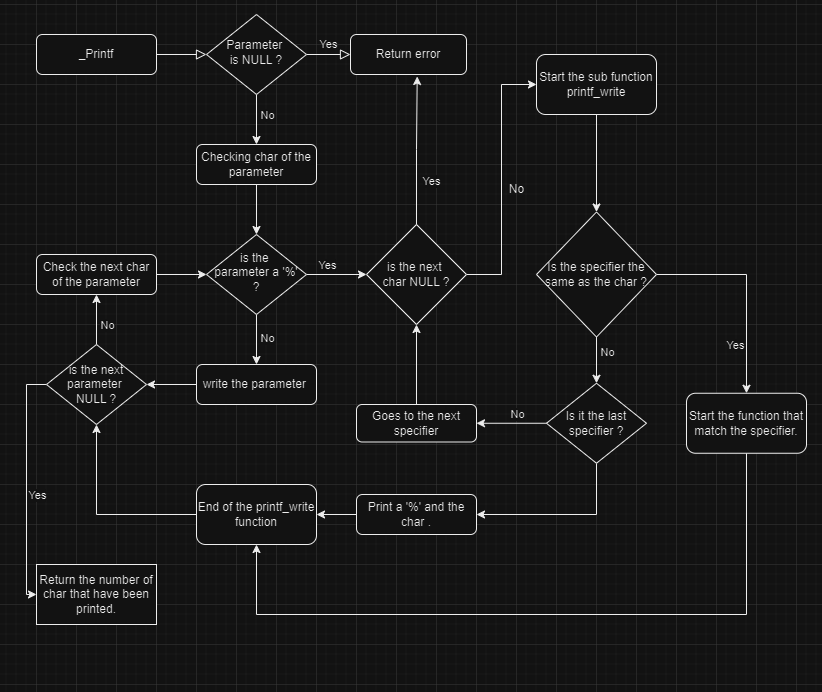 _Printf
Parameter
is NULL ?
Yes
Return error
Start the sub function
printf_write
No
Checking char of the
parameter
Yes
No
Check the next char
of the parameter
is the
parameter a '%'
?
Yes
is the next
char NULL ?
Is the specifier the
same as the char ?
No
No
No
Yes
is the next
parameter
NULL ?
write the parameter
Goes to the next
specifier
No
Is it the last
specifier ?
Start the function that
match the specifier.
Yes
End of the printf_write
function
Print a '%' and the
char .
Return the number of
char that have been
printed.